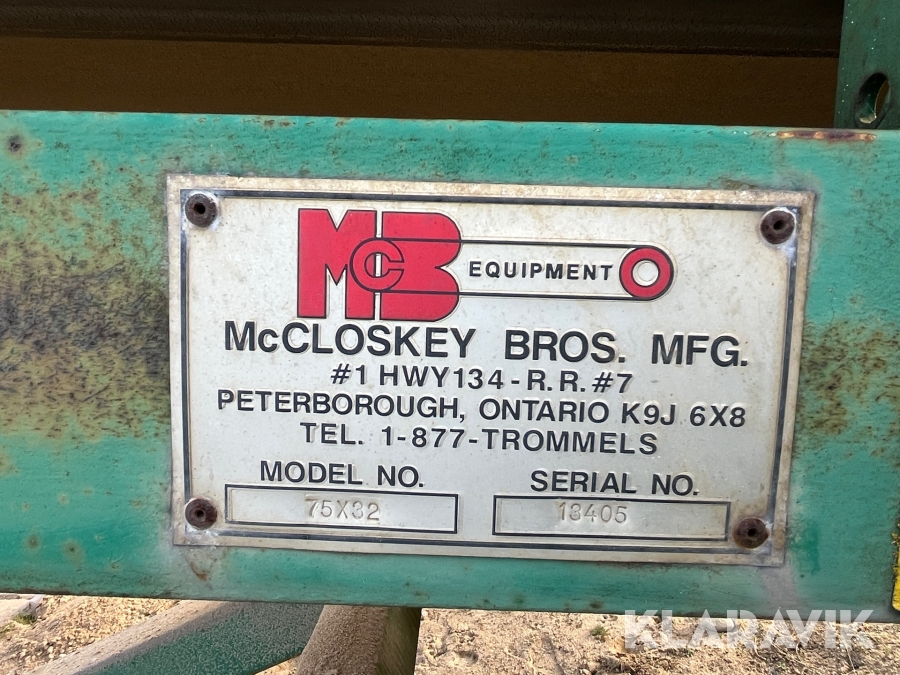 McB EQUIPMENT
McCLOSKEY BROS. MFG.
#1 HWY134 - R.R. #7
PETERBOROUGH, ONTARIO K9J 6X8
TEL. 1-877-TROMMELS
MODEL NO. SERIAL NO.
75X32 13405
KLARAVIK